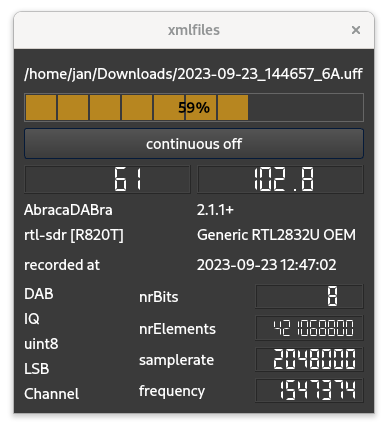 xmlfiles ×
/home/jan/Downloads/2023-09-23_144657_6A.uff
59%
continuous off
61 102.8
AbracaDABra 2.1.1+
rtl-sdr [R820T] Generic RTL2832U OEM
recorded at 2023-09-23 12:47:02
DAB
nrBits 8
IQ
nrElements 421068800
uint8
samplerate 2048000
LSB
frequency 1547374
Channel